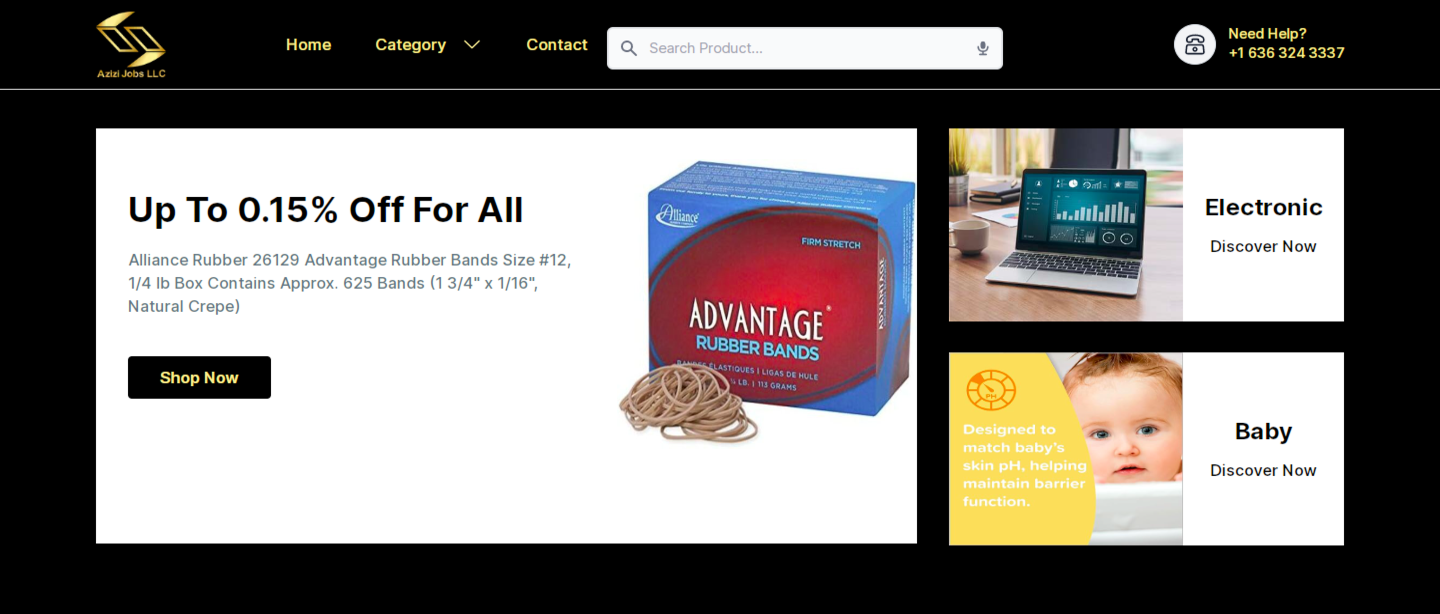 Azizi Jobs LLC
Home
Category
Contact
Search Product...
Need Help?
+1 636 324 3337
Up To 0.15% Off For All
Alliance Rubber 26129 Advantage Rubber Bands Size #12,
1/4 lb Box Contains Approx. 625 Bands (1 3/4" x 1/16",
Natural Crepe)
Shop Now
Alliance
FIRM STRETCH
ADVANTAGE®
RUBBER BANDS
BANDES ÉLASTIQUES | LIGAS DE HULE
¼ LB. | 113 GRAMS
ADVANTAGE
Electronic
Discover Now
PH
Designed to
match baby's
skin pH, helping
maintain barrier
function.
Baby
Discover Now